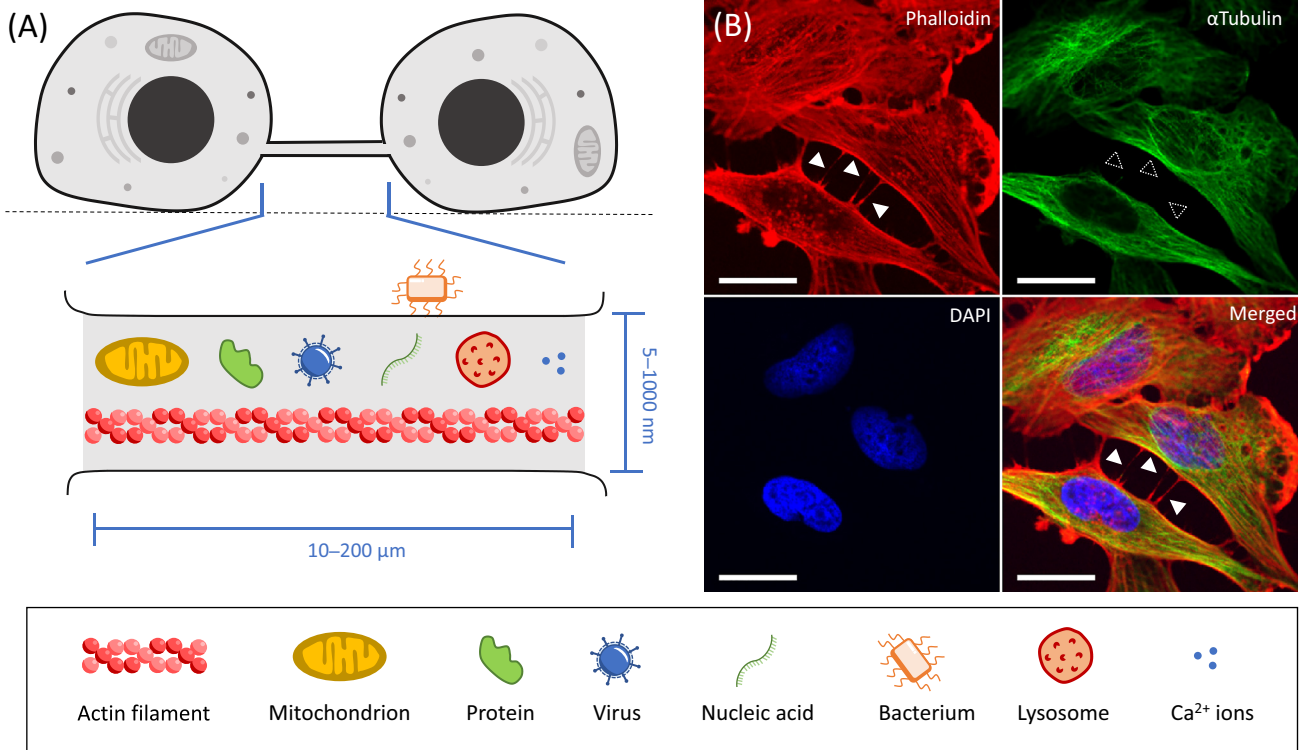 (A)
5–1000 nm
10–200 µm
(B)
Phalloidin
αTubulin
DAPI
Merged
Actin filament
Mitochondrion
Protein
Virus
Nucleic acid
Bacterium
Lysosome
Ca²⁺ ions